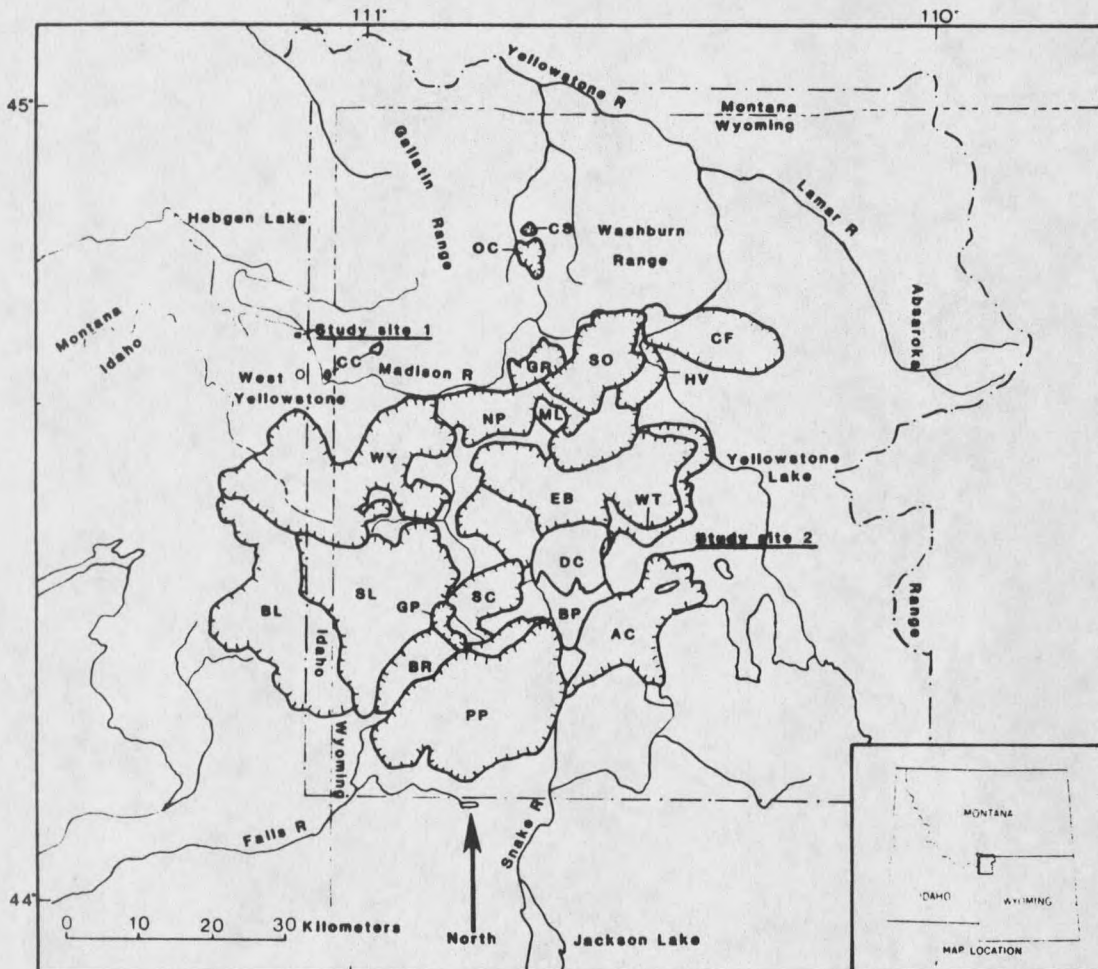 111°
110°
45°
Yellowstone R
Montana
Wyoming
Gallatin
Range
Lamar R
Hebgen Lake
CS
OC
Washburn
Range
Absaroka
Montana
Idaho
Study site 1
CC
SO
CF
West
Yellowstone
Madison R
GR
HV
NP
ML
WY
Yellowstone
Lake
EB
WT
Study site 2
DC
SL
SC
BL
GP
BP
AC
Range
Idaho
BR
PP
Wyoming
Falls R
Snake R
MONTANA
44°
IDAHO
WYOMING
0 10 20 30 Kilometers
North
Jackson Lake
MAP LOCATION